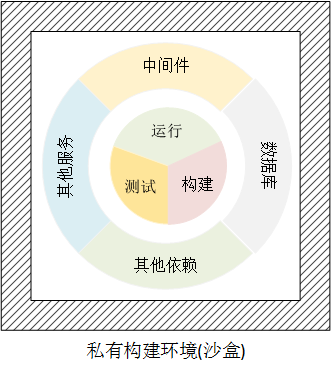 中间件
运行
其他服务
数据库
测试
构建
其他依赖
私有构建环境(沙盒)